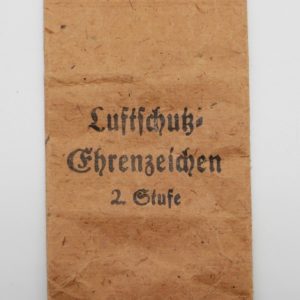 Luftschutz-
Ehrenzeichen
2. Stufe